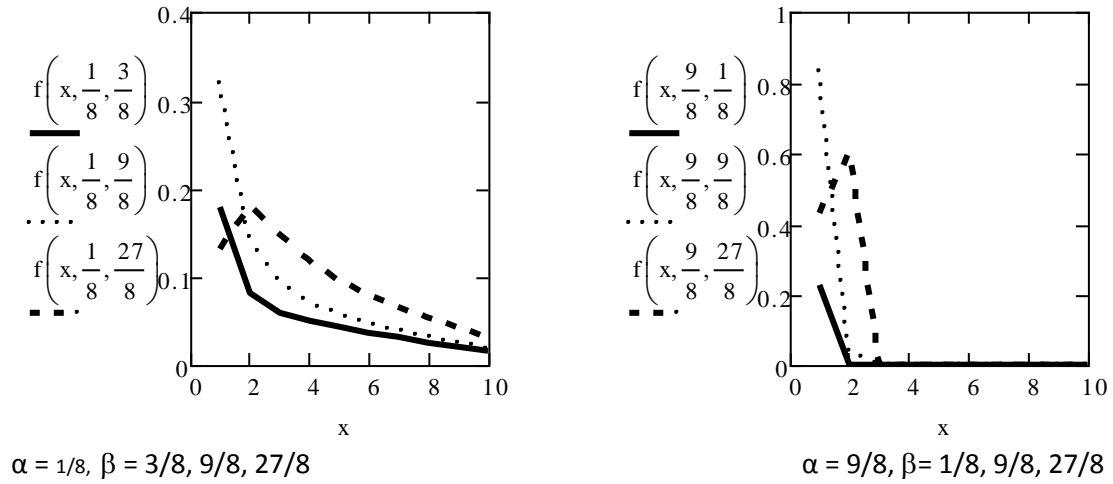 0.4
0.3
0.2
0.1
0
f(x, 1/8, 3/8)
f(x, 1/8, 9/8)
f(x, 1/8, 27/8)
0 2 4 6 8 10
x
α = 1/8, β = 3/8, 9/8, 27/8
1
0.8
0.6
0.4
0.2
0
f(x, 9/8, 1/8)
f(x, 9/8, 9/8)
f(x, 9/8, 27/8)
0 2 4 6 8 10
x
α = 9/8, β= 1/8, 9/8, 27/8